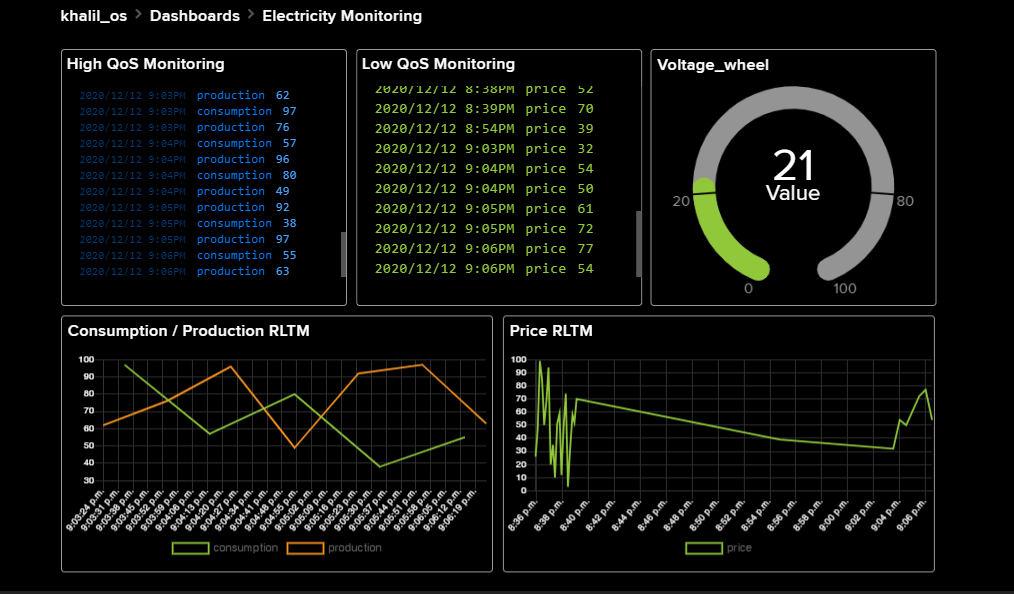 khalil_os > Dashboards > Electricity Monitoring
High QoS Monitoring
2020/12/12 9:03PM production 62
2020/12/12 9:03PM consumption 97
2020/12/12 9:03PM production 76
2020/12/12 9:04PM consumption 57
2020/12/12 9:04PM production 96
2020/12/12 9:04PM consumption 80
2020/12/12 9:04PM production 49
2020/12/12 9:05PM production 92
2020/12/12 9:05PM consumption 38
2020/12/12 9:05PM production 97
2020/12/12 9:06PM consumption 55
2020/12/12 9:06PM production 63
Low QoS Monitoring
2020/12/12 8:38PM price 52
2020/12/12 8:39PM price 70
2020/12/12 8:54PM price 39
2020/12/12 9:03PM price 32
2020/12/12 9:04PM price 54
2020/12/12 9:04PM price 50
2020/12/12 9:05PM price 61
2020/12/12 9:05PM price 72
2020/12/12 9:06PM price 77
2020/12/12 9:06PM price 54
Voltage_wheel
21
Value
20
80
0
100
Consumption / Production RLTM
100
90
80
70
60
50
40
30
9:03:24 p.m.
9:03:31 p.m.
9:03:38 p.m.
9:03:45 p.m.
9:03:52 p.m.
9:03:59 p.m.
9:04:06 p.m.
9:04:13 p.m.
9:04:20 p.m.
9:04:27 p.m.
9:04:34 p.m.
9:04:41 p.m.
9:04:48 p.m.
9:04:55 p.m.
9:05:02 p.m.
9:05:09 p.m.
9:05:16 p.m.
9:05:23 p.m.
9:05:30 p.m.
9:05:37 p.m.
9:05:44 p.m.
9:05:51 p.m.
9:05:58 p.m.
9:06:05 p.m.
9:06:12 p.m.
9:06:19 p.m.
consumption
production
Price RLTM
100
90
80
70
60
50
40
30
20
10
0
8:36 p.m.
8:38 p.m.
8:40 p.m.
8:42 p.m.
8:44 p.m.
8:46 p.m.
8:48 p.m.
8:50 p.m.
8:52 p.m.
8:54 p.m.
8:56 p.m.
8:58 p.m.
9:00 p.m.
9:02 p.m.
9:04 p.m.
9:06 p.m.
price